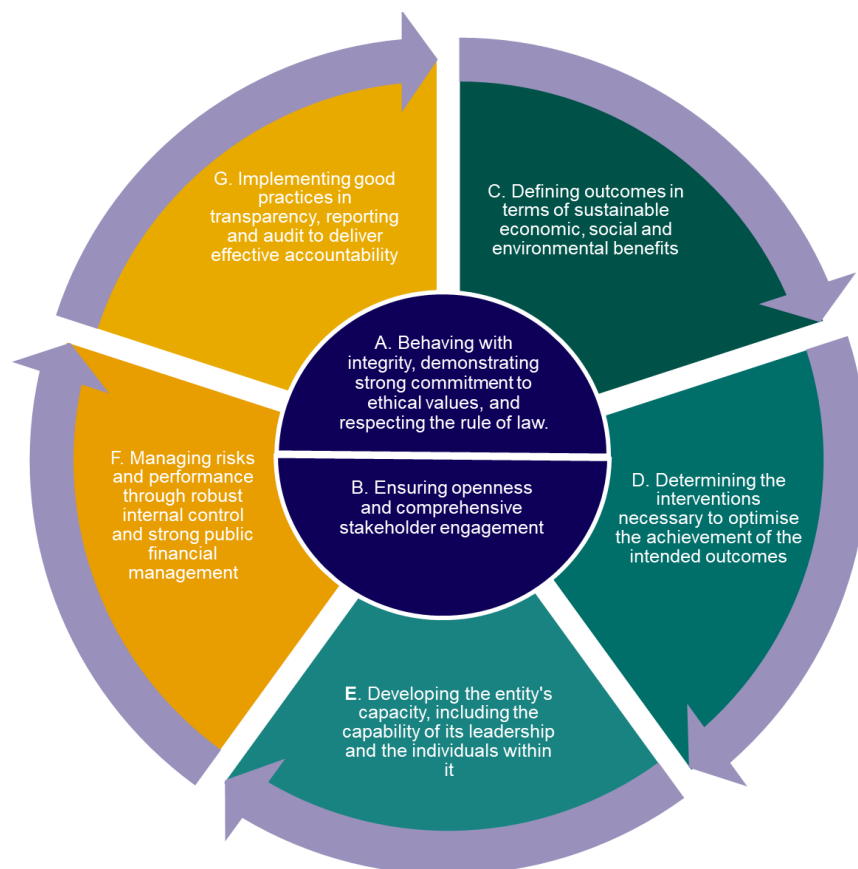 A. Behaving with
integrity, demonstrating
strong commitment to
ethical values, and
respecting the rule of law.
B. Ensuring openness
and comprehensive
stakeholder engagement
C. Defining outcomes in
terms of sustainable
economic, social and
environmental benefits
D. Determining the
interventions
necessary to optimise
the achievement of the
intended outcomes
E. Developing the entity's
capacity, including the
capability of its leadership
and the individuals within
it
F. Managing risks
and performance
through robust
internal control
and strong public
financial
management
G. Implementing good
practices in
transparency, reporting
and audit to deliver
effective accountability